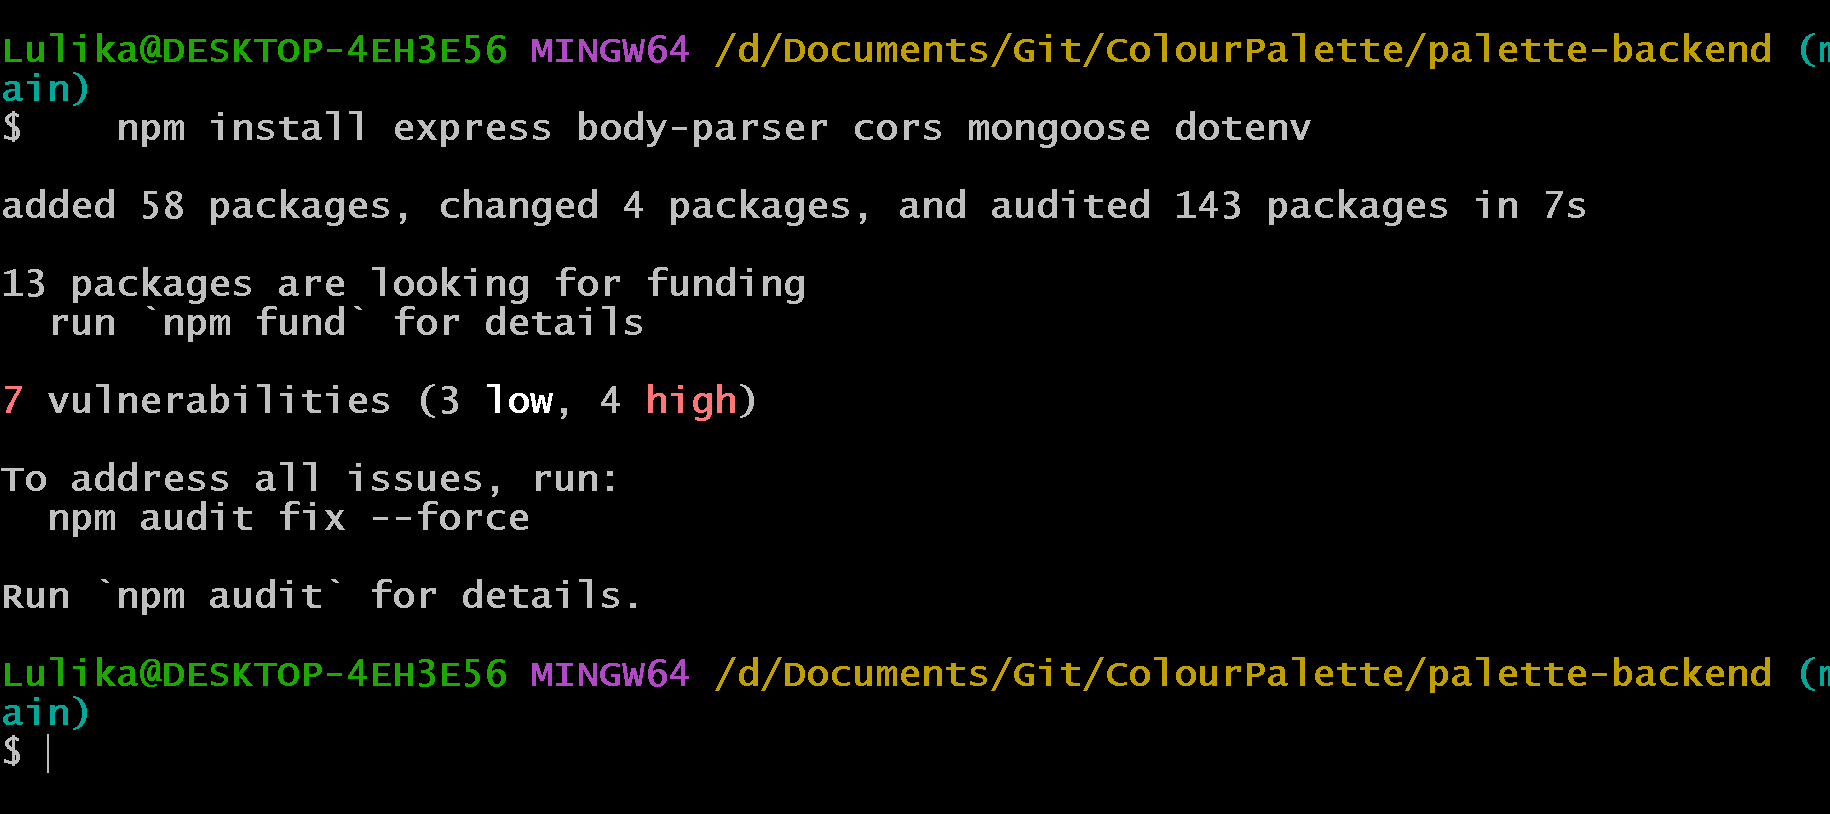 Lulika@DESKTOP-4EH3E56 MINGW64 /d/Documents/Git/ColourPalette/palette-backend (m
ain)
$    npm install express body-parser cors mongoose dotenv
added 58 packages, changed 4 packages, and audited 143 packages in 7s
13 packages are looking for funding
  run `npm fund` for details
7 vulnerabilities (3 low, 4 high)
To address all issues, run:
  npm audit fix --force
Run `npm audit` for details.
Lulika@DESKTOP-4EH3E56 MINGW64 /d/Documents/Git/ColourPalette/palette-backend (m
ain)
$